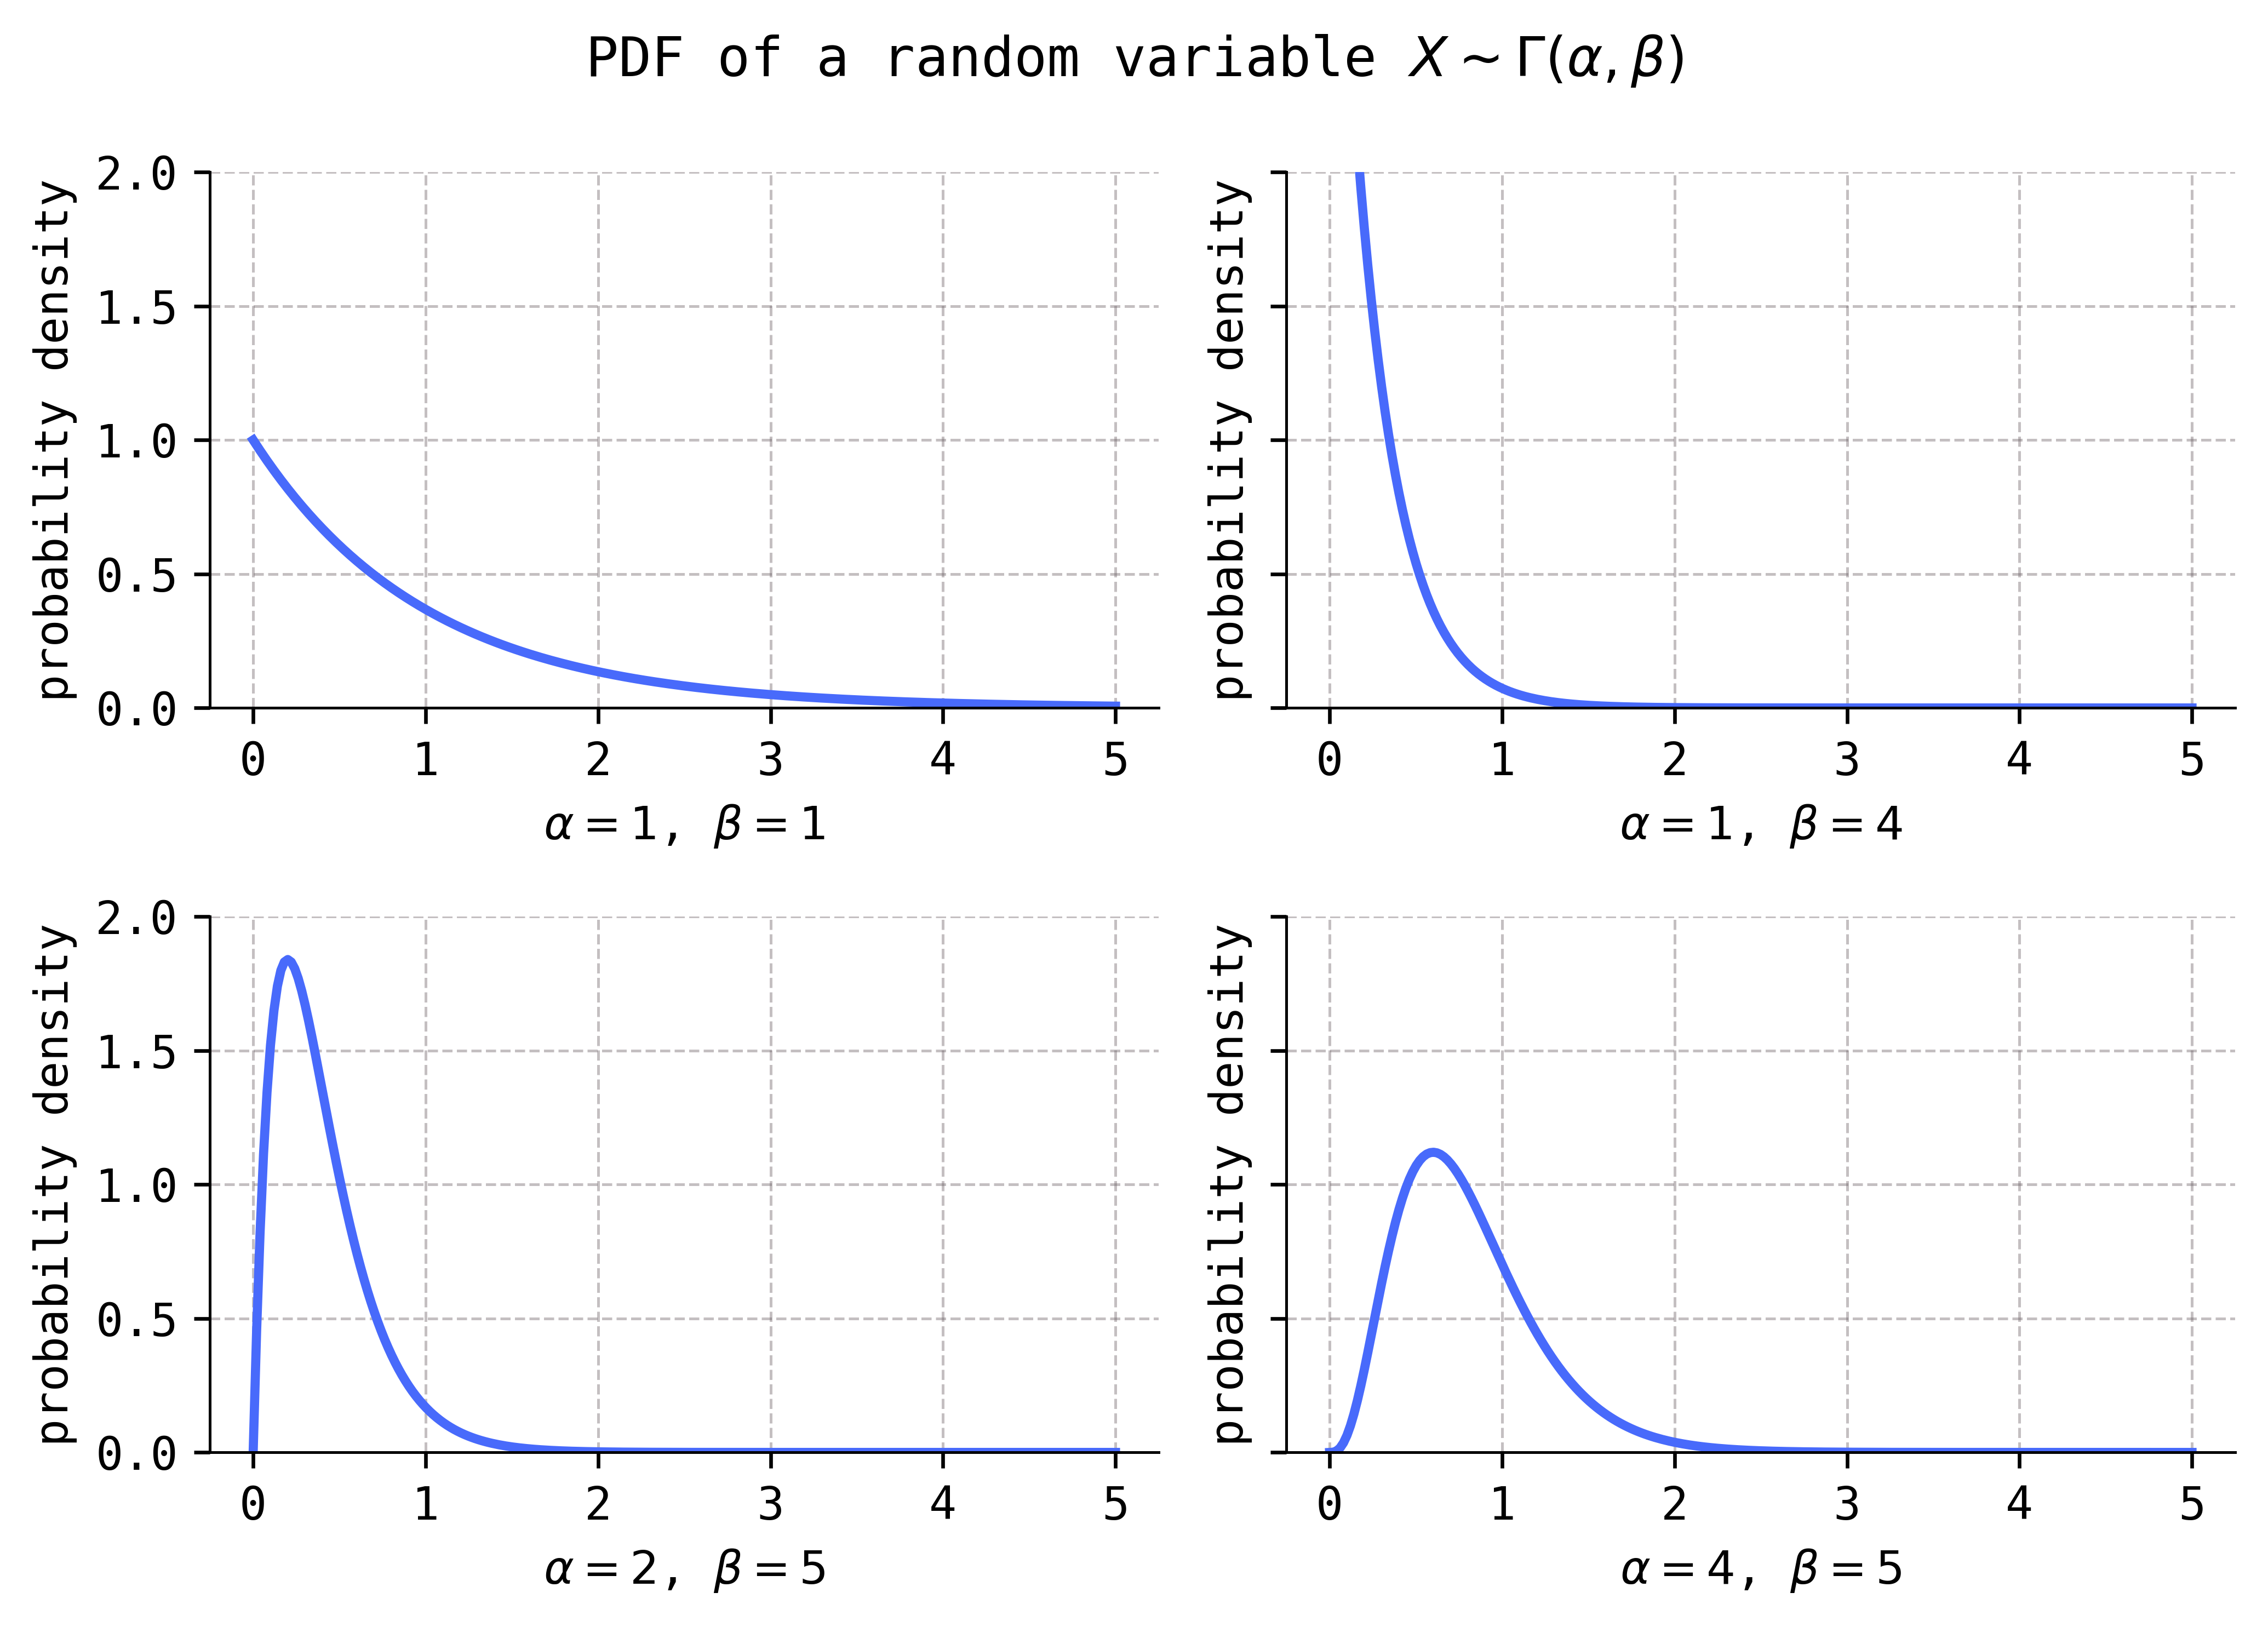 PDF of a random variable X ~ Γ(α, β)
probability density
2.0
1.5
1.0
0.5
0.0
0 1 2 3 4 5
α = 1, β = 1
probability density
0 1 2 3 4 5
α = 1, β = 4
probability density
2.0
1.5
1.0
0.5
0.0
0 1 2 3 4 5
α = 2, β = 5
probability density
0 1 2 3 4 5
α = 4, β = 5